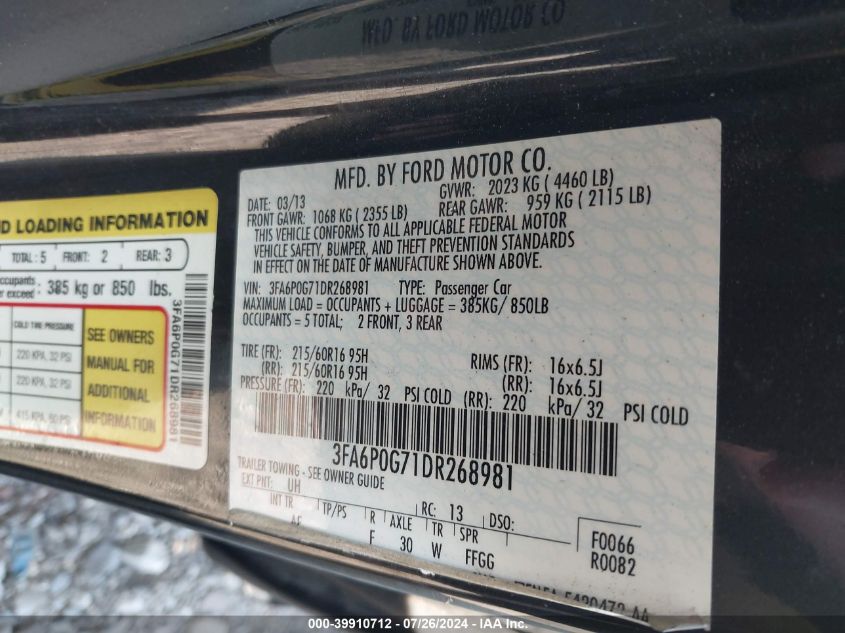 MFD. BY FORD MOTOR CO
MFD. BY FORD MOTOR CO.
DATE: 03/13 GVWR: 2023 KG ( 4460 LB)
FRONT GAWR: 1068 KG ( 2355 LB) REAR GAWR: 959 KG ( 2115 LB)
THIS VEHICLE CONFORMS TO ALL APPLICABLE FEDERAL MOTOR
VEHICLE SAFETY, BUMPER, AND THEFT PREVENTION STANDARDS
IN EFFECT ON THE DATE OF MANUFACTURE SHOWN ABOVE.
VIN: 3FA6P0G71DR268981 TYPE: Passenger Car
MAXIMUM LOAD = OCCUPANTS + LUGGAGE = 385KG/ 850LB
OCCUPANTS = 5 TOTAL; 2 FRONT, 3 REAR
TIRE (FR): 215/60R16 95H RIMS (FR): 16x6.5J
(RR): 215/60R16 95H (RR): 16x6.5J
PRESSURE (FR): 220 kPa/ 32 PSI COLD (RR): 220 kPa/ 32 PSI COLD
3FA6P0G71DR268981
TRAILER TOWING - SEE OWNER GUIDE
EXT PNT: UH RC: 13 DSO:
INT TR TP/PS R AXLE TR SPR F0066
F 30 W FFGG R0082
LOADING INFORMATION
TOTAL: 5 FRONT: 2 REAR: 3
exceed: 385 kg or 850 lbs.
COLD TIRE PRESSURE
220 KPA, 32 PSI
220 KPA, 32 PSI
415 KPA, 60 PSI
SEE OWNERS
MANUAL FOR
ADDITIONAL
INFORMATION
3FA6P0G71DR268981
000-39910712 - 07/26/2024 - IAA Inc.